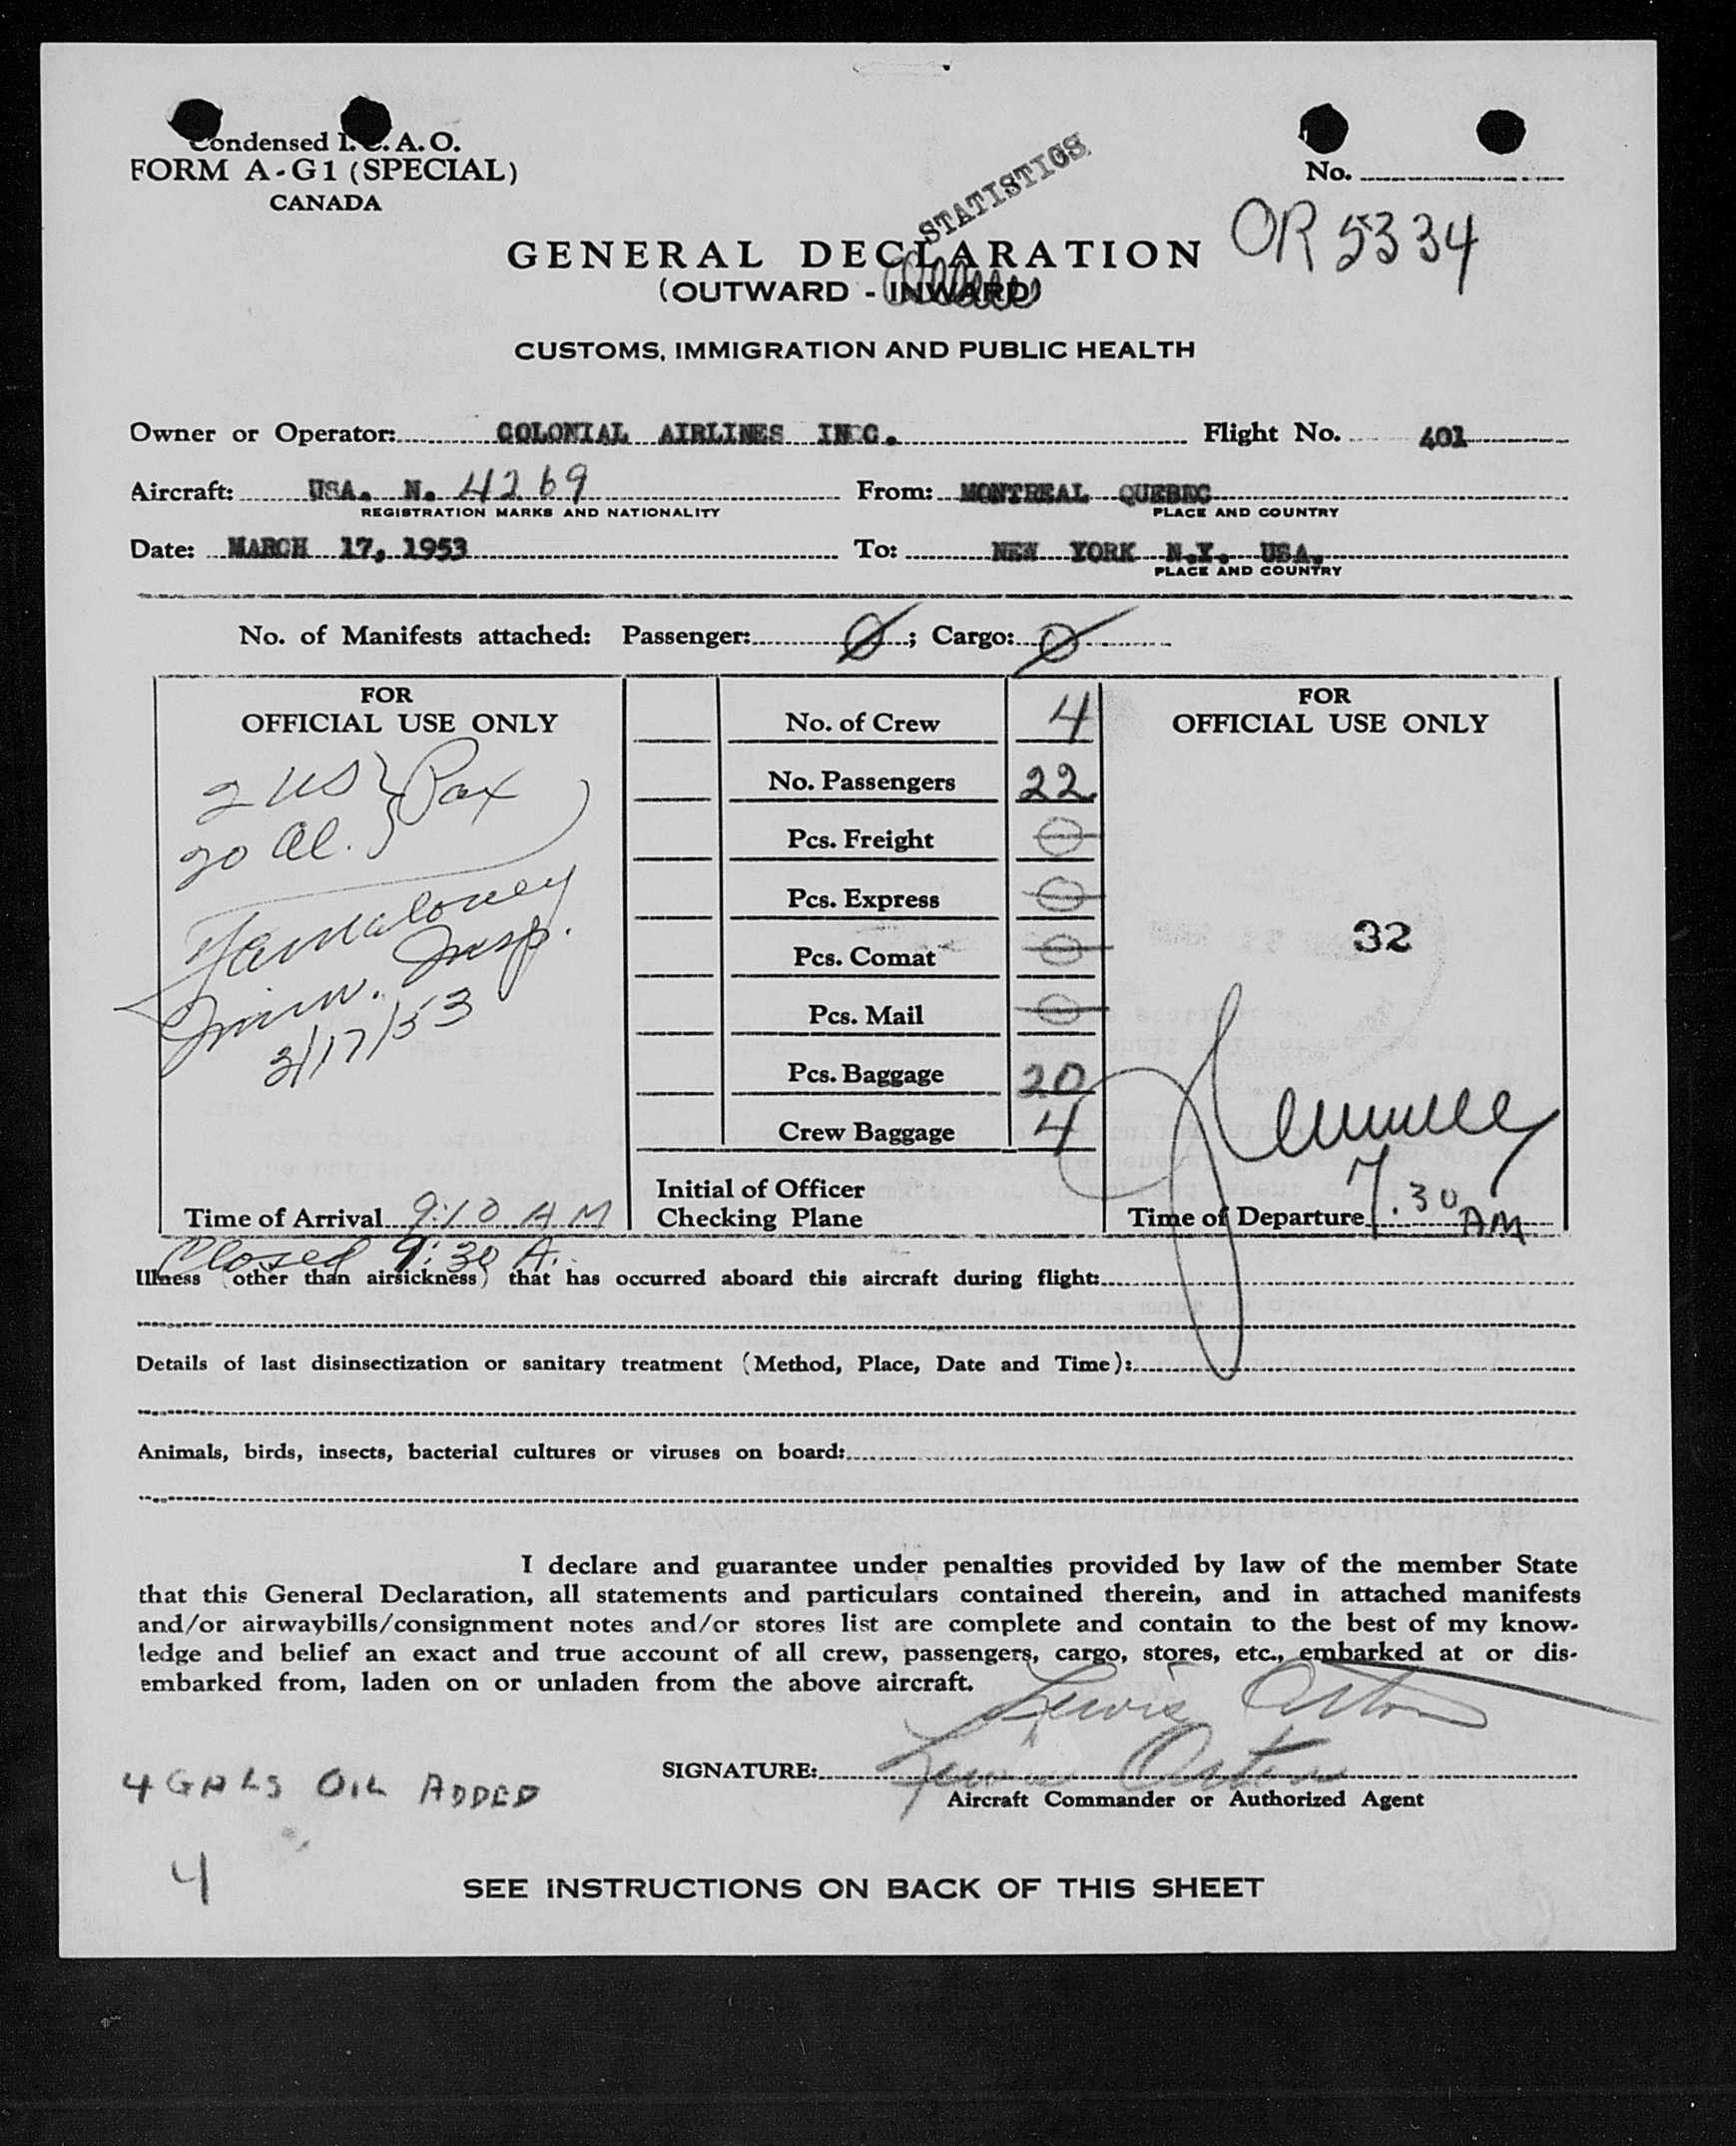 Condensed I.C.A.O.
FORM A-G1 (SPECIAL)
CANADA
No.
STATISTICS
OR 5334
GENERAL DECLARATION
(OUTWARD - INWARD)
CUSTOMS, IMMIGRATION AND PUBLIC HEALTH
Owner or Operator: COLONIAL AIRLINES INC. Flight No. 401
Aircraft: USA. N. 4269 From: MONTREAL QUEBEC
REGISTRATION MARKS AND NATIONALITY PLACE AND COUNTRY
Date: MARCH 17, 1953 To: NEW YORK N.Y. USA.
PLACE AND COUNTRY
No. of Manifests attached: Passenger: 0; Cargo: 0
FOR
OFFICIAL USE ONLY
2 US } Pax
20 Al.
Maloney
Imm. Insp.
3/17/53
Time of Arrival 9:10 AM
Closed 9:30 A.
No. of Crew 4
No. Passengers 22
Pcs. Freight 0
Pcs. Express 0
Pcs. Comat 0
Pcs. Mail 0
Pcs. Baggage 20
Crew Baggage 4
Initial of Officer
Checking Plane
FOR
OFFICIAL USE ONLY
32
Time of Departure 7.30 AM
Illness (other than airsickness) that has occurred aboard this aircraft during flight:
Details of last disinsectization or sanitary treatment (Method, Place, Date and Time):
Animals, birds, insects, bacterial cultures or viruses on board:
I declare and guarantee under penalties provided by law of the member State
that this General Declaration, all statements and particulars contained therein, and in attached manifests
and/or airwaybills/consignment notes and/or stores list are complete and contain to the best of my know-
ledge and belief an exact and true account of all crew, passengers, cargo, stores, etc., embarked at or dis-
embarked from, laden on or unladen from the above aircraft.
Lewis Orton
SIGNATURE: Lewis Orton
Aircraft Commander or Authorized Agent
4 GALS OIL ADDED
4
SEE INSTRUCTIONS ON BACK OF THIS SHEET